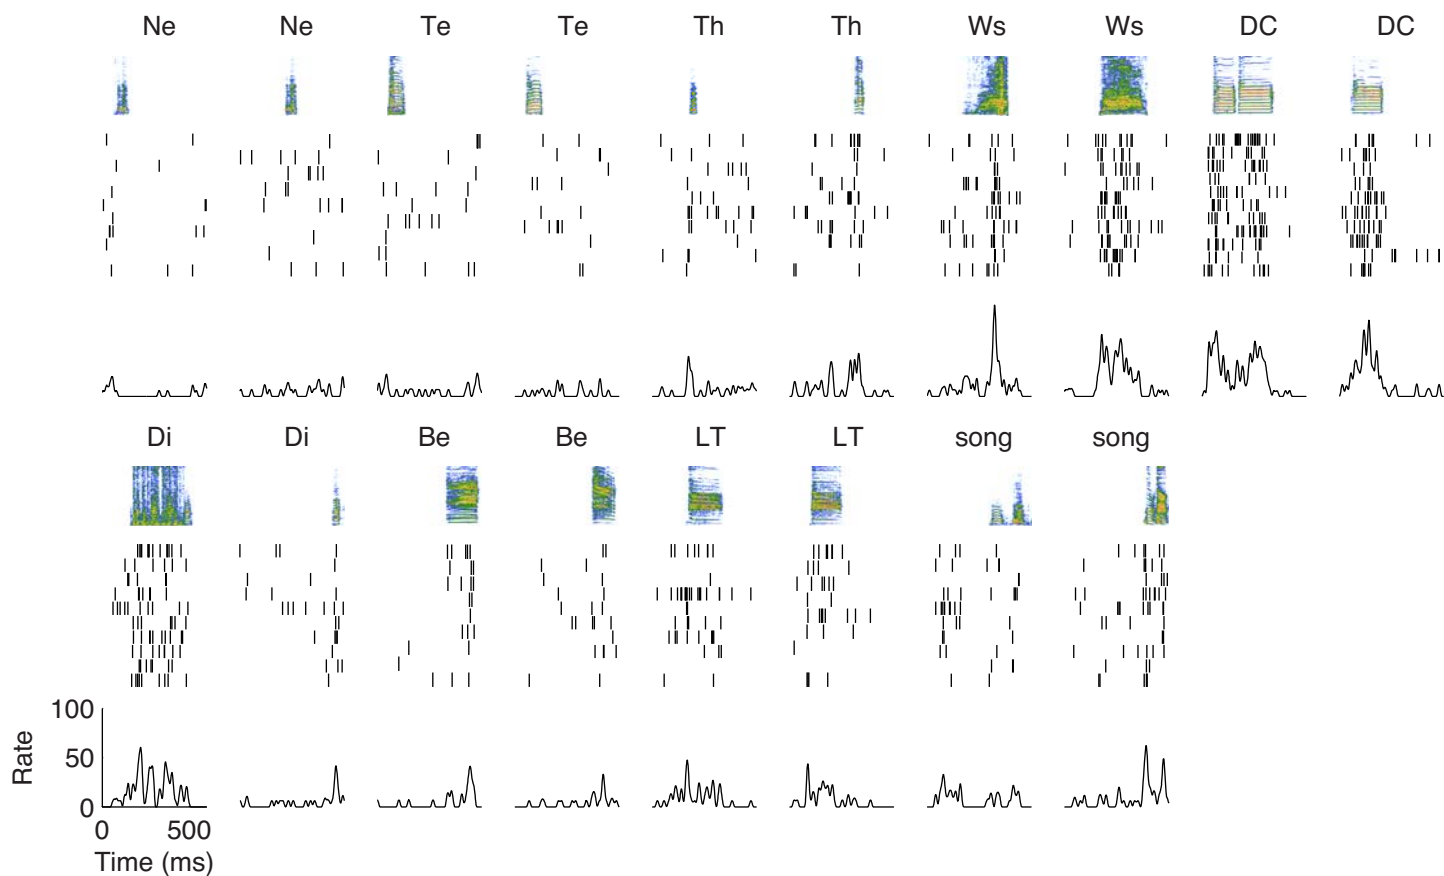 Ne Ne Te Te Th Th Ws Ws DC DC
Di Di Be Be LT LT song song
100
50
0
Rate
0 500
Time (ms)